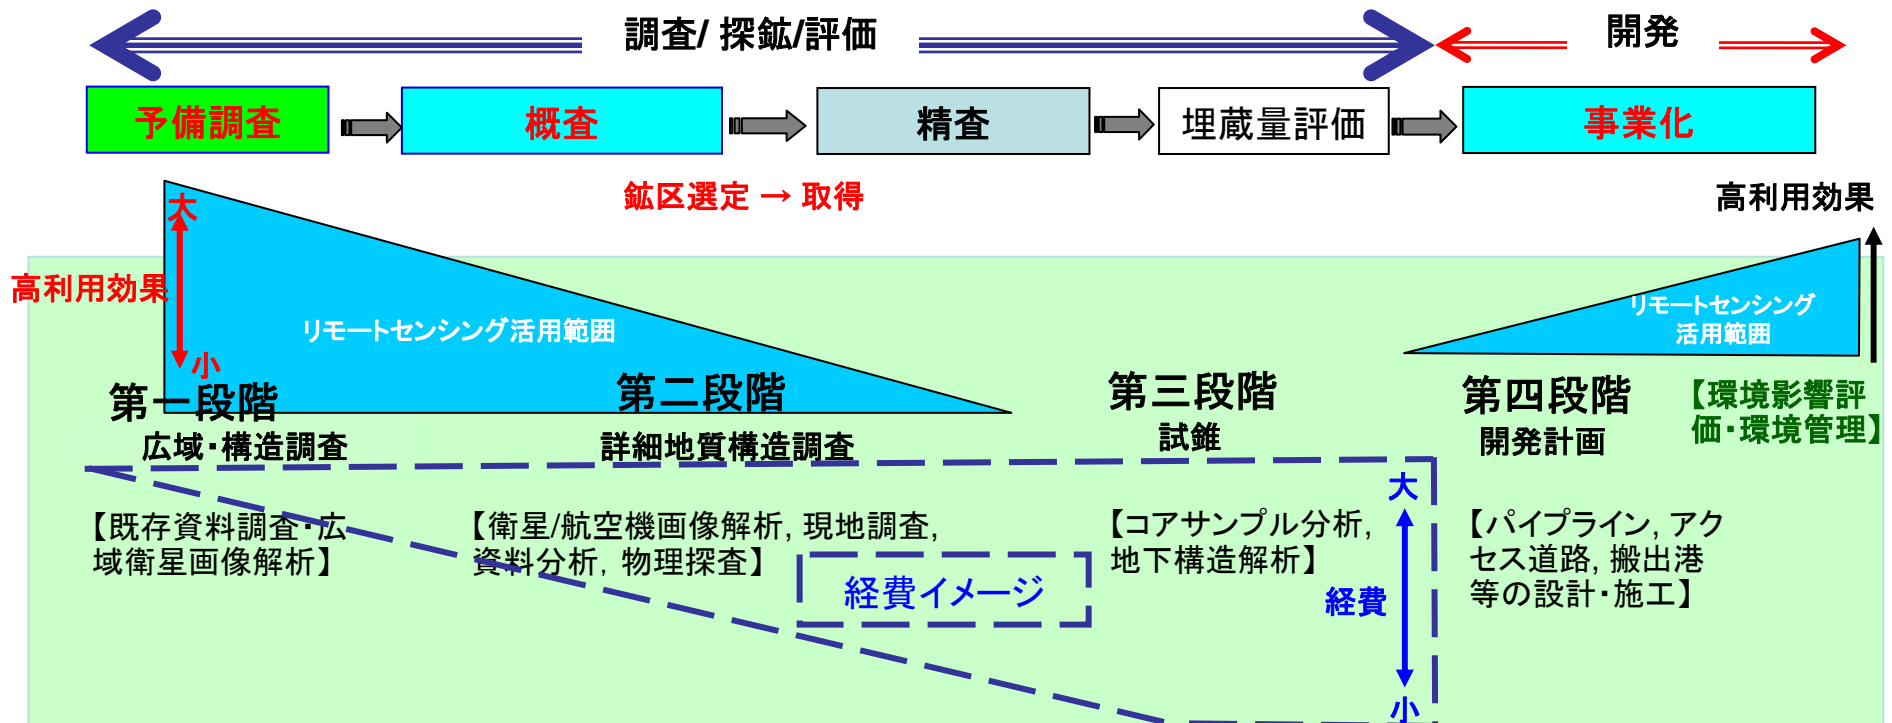 調査/ 探鉱/評価
開発
予備調査
概査
精査
埋蔵量評価
事業化
鉱区選定 → 取得
高利用効果
大
高利用効果
小
リモートセンシング活用範囲
リモートセンシング
活用範囲
第一段階
広域・構造調査
第二段階
詳細地質構造調査
第三段階
試錐
第四段階
開発計画
【環境影響評
価・環境管理】
【既存資料調査・広
域衛星画像解析】
【衛星/航空機画像解析, 現地調査,
資料分析, 物理探査】
【コアサンプル分析,
地下構造解析】
【パイプライン, アク
セス道路, 搬出港
等の設計・施工】
経費イメージ
大
経費
小